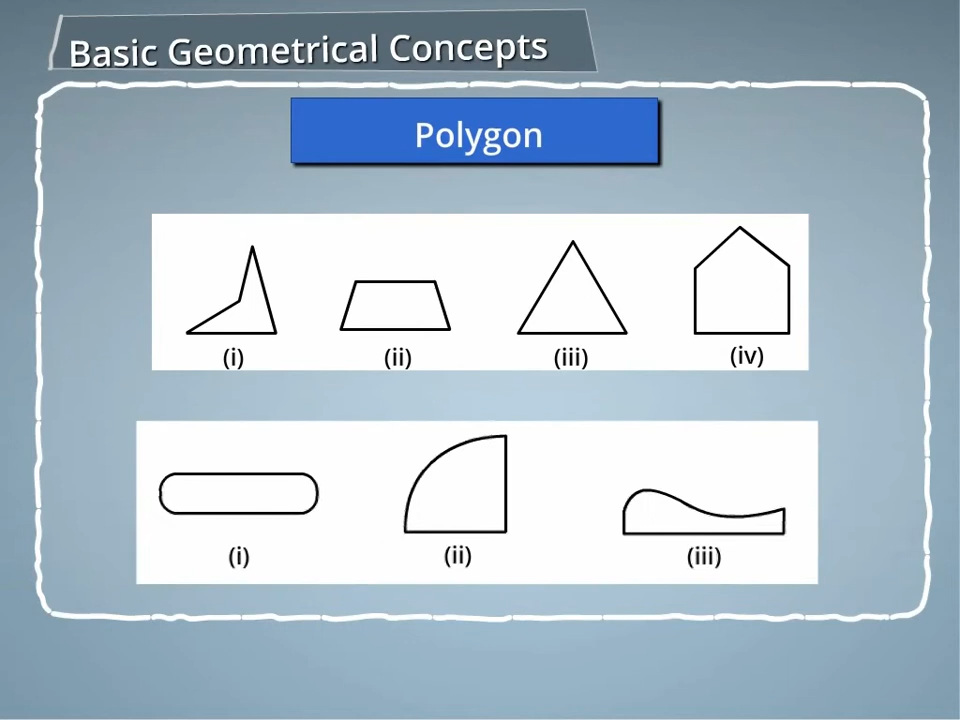 Basic Geometrical Concepts
Polygon
(i) (ii) (iii) (iv)
(i) (ii) (iii)